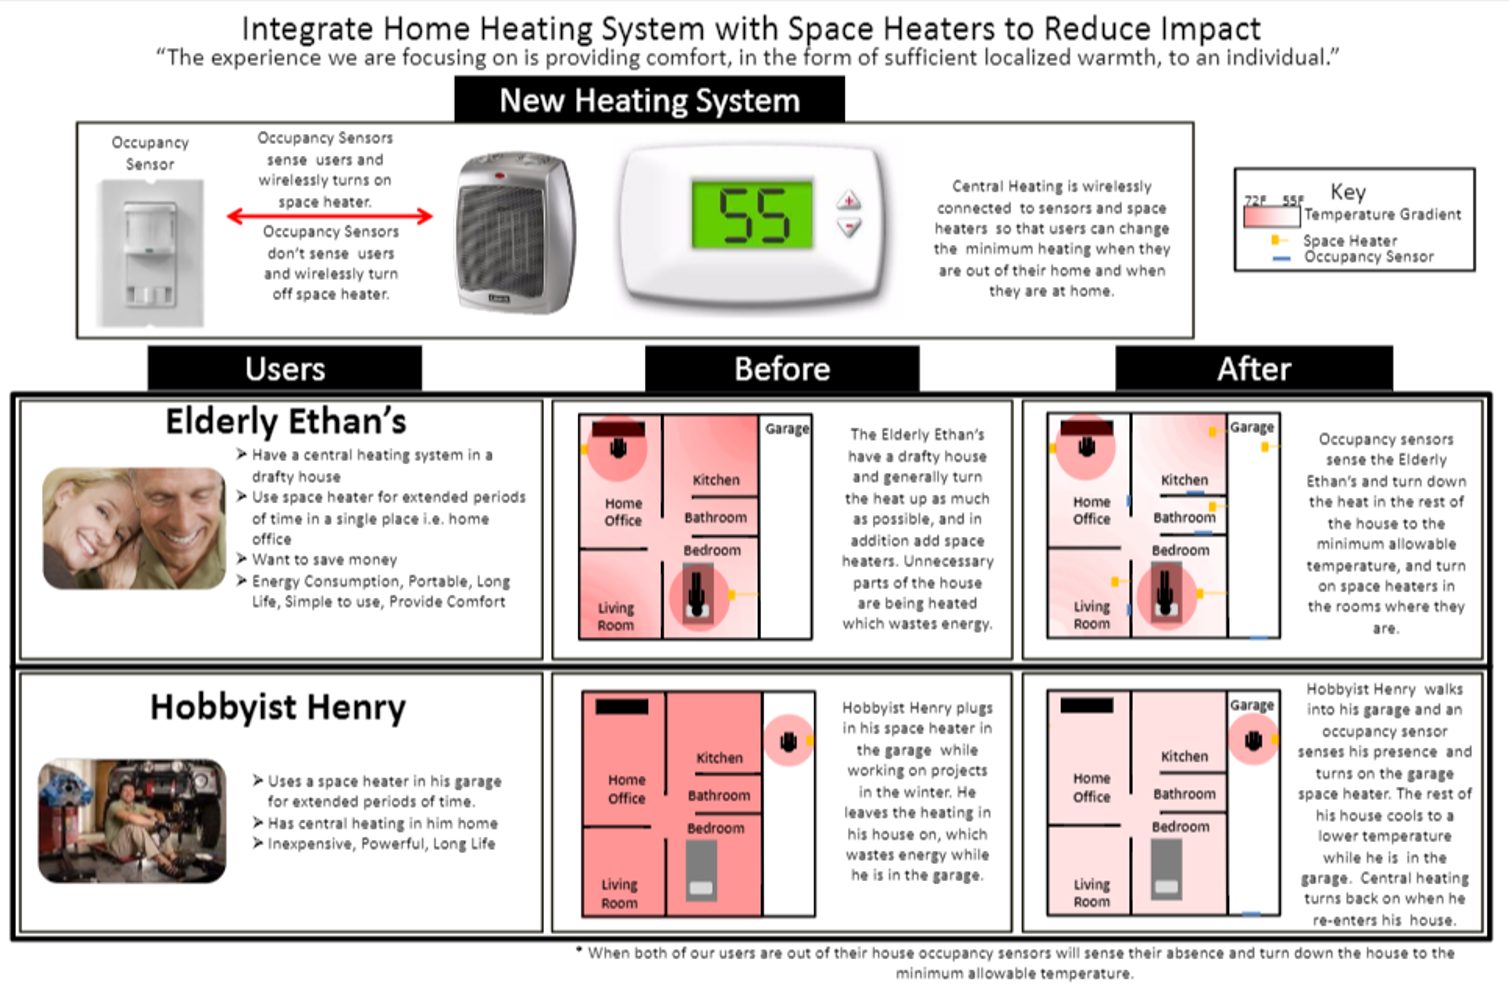 Integrate Home Heating System with Space Heaters to Reduce Impact
“The experience we are focusing on is providing comfort, in the form of sufficient localized warmth, to an individual.”
New Heating System
Occupancy
Sensor
Occupancy Sensors
sense users and
wirelessly turns on
space heater.
Occupancy Sensors
don’t sense users
and wirelessly turn
off space heater.
55
Central Heating is wirelessly
connected to sensors and space
heaters so that users can change
the minimum heating when they
are out of their home and when
they are at home.
Key
72F 55F
Temperature Gradient
Space Heater
Occupancy Sensor
Users
Before
After
Elderly Ethan’s
➢ Have a central heating system in a
drafty house
➢ Use space heater for extended periods
of time in a single place i.e. home
office
➢ Want to save money
➢ Energy Consumption, Portable, Long
Life, Simple to use, Provide Comfort
Garage
Kitchen
Home
Office
Bathroom
Bedroom
Living
Room
The Elderly Ethan’s
have a drafty house
and generally turn
the heat up as much
as possible, and in
addition add space
heaters. Unnecessary
parts of the house
are being heated
which wastes energy.
Garage
Kitchen
Home
Office
Bathroom
Bedroom
Living
Room
Occupancy sensors
sense the Elderly
Ethan’s and turn down
the heat in the rest of
the house to the
minimum allowable
temperature, and turn
on space heaters in
the rooms where they
are.
Hobbyist Henry
➢ Uses a space heater in his garage
for extended periods of time.
➢ Has central heating in him home
➢ Inexpensive, Powerful, Long Life
Kitchen
Home
Office
Bathroom
Bedroom
Living
Room
Hobbyist Henry plugs
in his space heater in
the garage while
working on projects
in the winter. He
leaves the heating in
his house on, which
wastes energy while
he is in the garage.
Garage
Kitchen
Home
Office
Bathroom
Bedroom
Living
Room
Hobbyist Henry walks
into his garage and an
occupancy sensor
senses his presence and
turns on the garage
space heater. The rest of
his house cools to a
lower temperature
while he is in the
garage. Central heating
turns back on when he
re-enters his house.
* When both of our users are out of their house occupancy sensors will sense their absence and turn down the house to the
minimum allowable temperature.